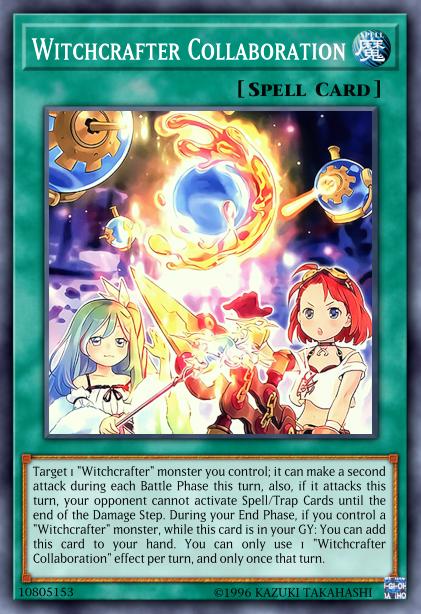 Witchcrafter Collaboration
SPELL
魔
[Spell Card]
Target 1 "Witchcrafter" monster you control; it can make a second
attack during each Battle Phase this turn, also, if it attacks this
turn, your opponent cannot activate Spell/Trap Cards until the
end of the Damage Step. During your End Phase, if you control a
"Witchcrafter" monster, while this card is in your GY: You can add
this card to your hand. You can only use 1 "Witchcrafter
Collaboration" effect per turn, and only once that turn.
10805153
©1996 KAZUKI TAKAHASHI